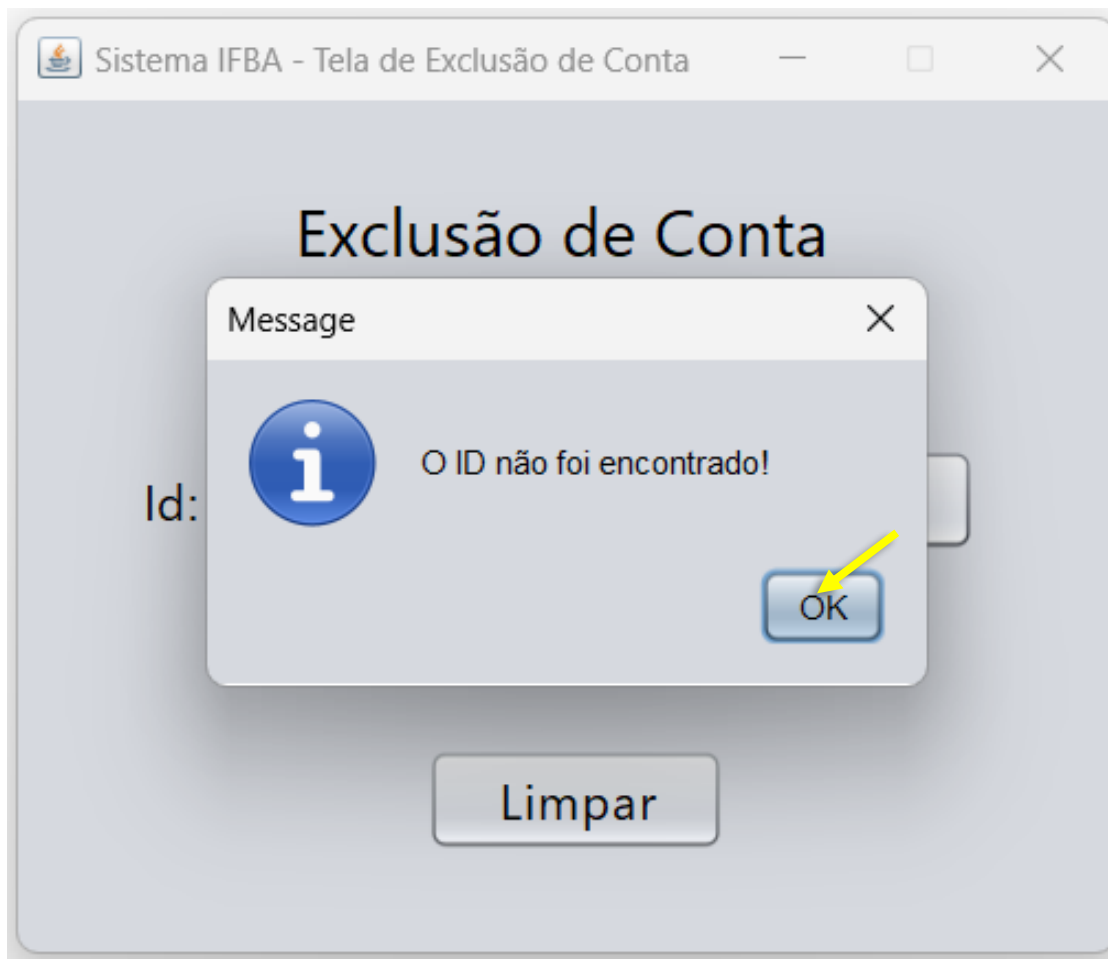 Sistema IFBA - Tela de Exclusão de Conta
Exclusão de Conta
Message
O ID não foi encontrado!
Id:
OK
Limpar